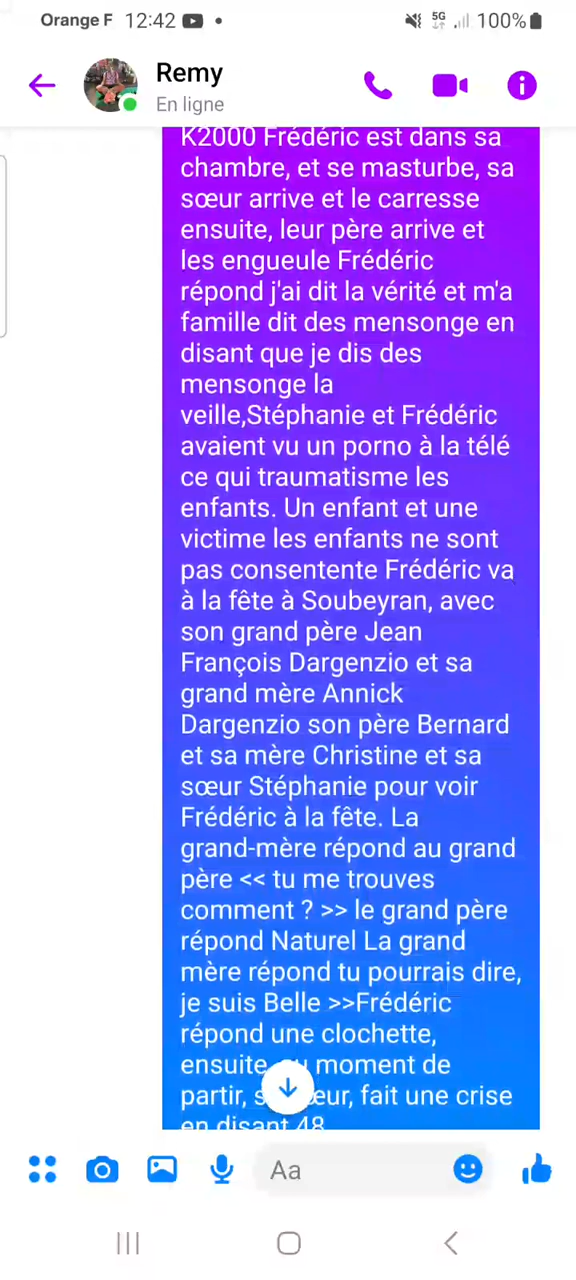 Orange F 12:42 100%
Remy
En ligne
K2000 Frédéric est dans sa
chambre, et se masturbe, sa
sœur arrive et le carresse
ensuite, leur père arrive et
les engueule Frédéric
répond j'ai dit la vérité et m'a
famille dit des mensonge en
disant que je dis des
mensonge la
veille,Stéphanie et Frédéric
avaient vu un porno à la télé
ce qui traumatisme les
enfants. Un enfant et une
victime les enfants ne sont
pas consentente Frédéric va
à la fête à Soubeyran, avec
son grand père Jean
François Dargenzio et sa
grand mère Annick
Dargenzio son père Bernard
et sa mère Christine et sa
sœur Stéphanie pour voir
Frédéric à la fête. La
grand-mère répond au grand
père << tu me trouves
comment ? >> le grand père
répond Naturel La grand
mère répond tu pourrais dire,
je suis Belle >>Frédéric
répond une clochette,
ensuite moment de
partir, fait une crise
en disant 48
Aa